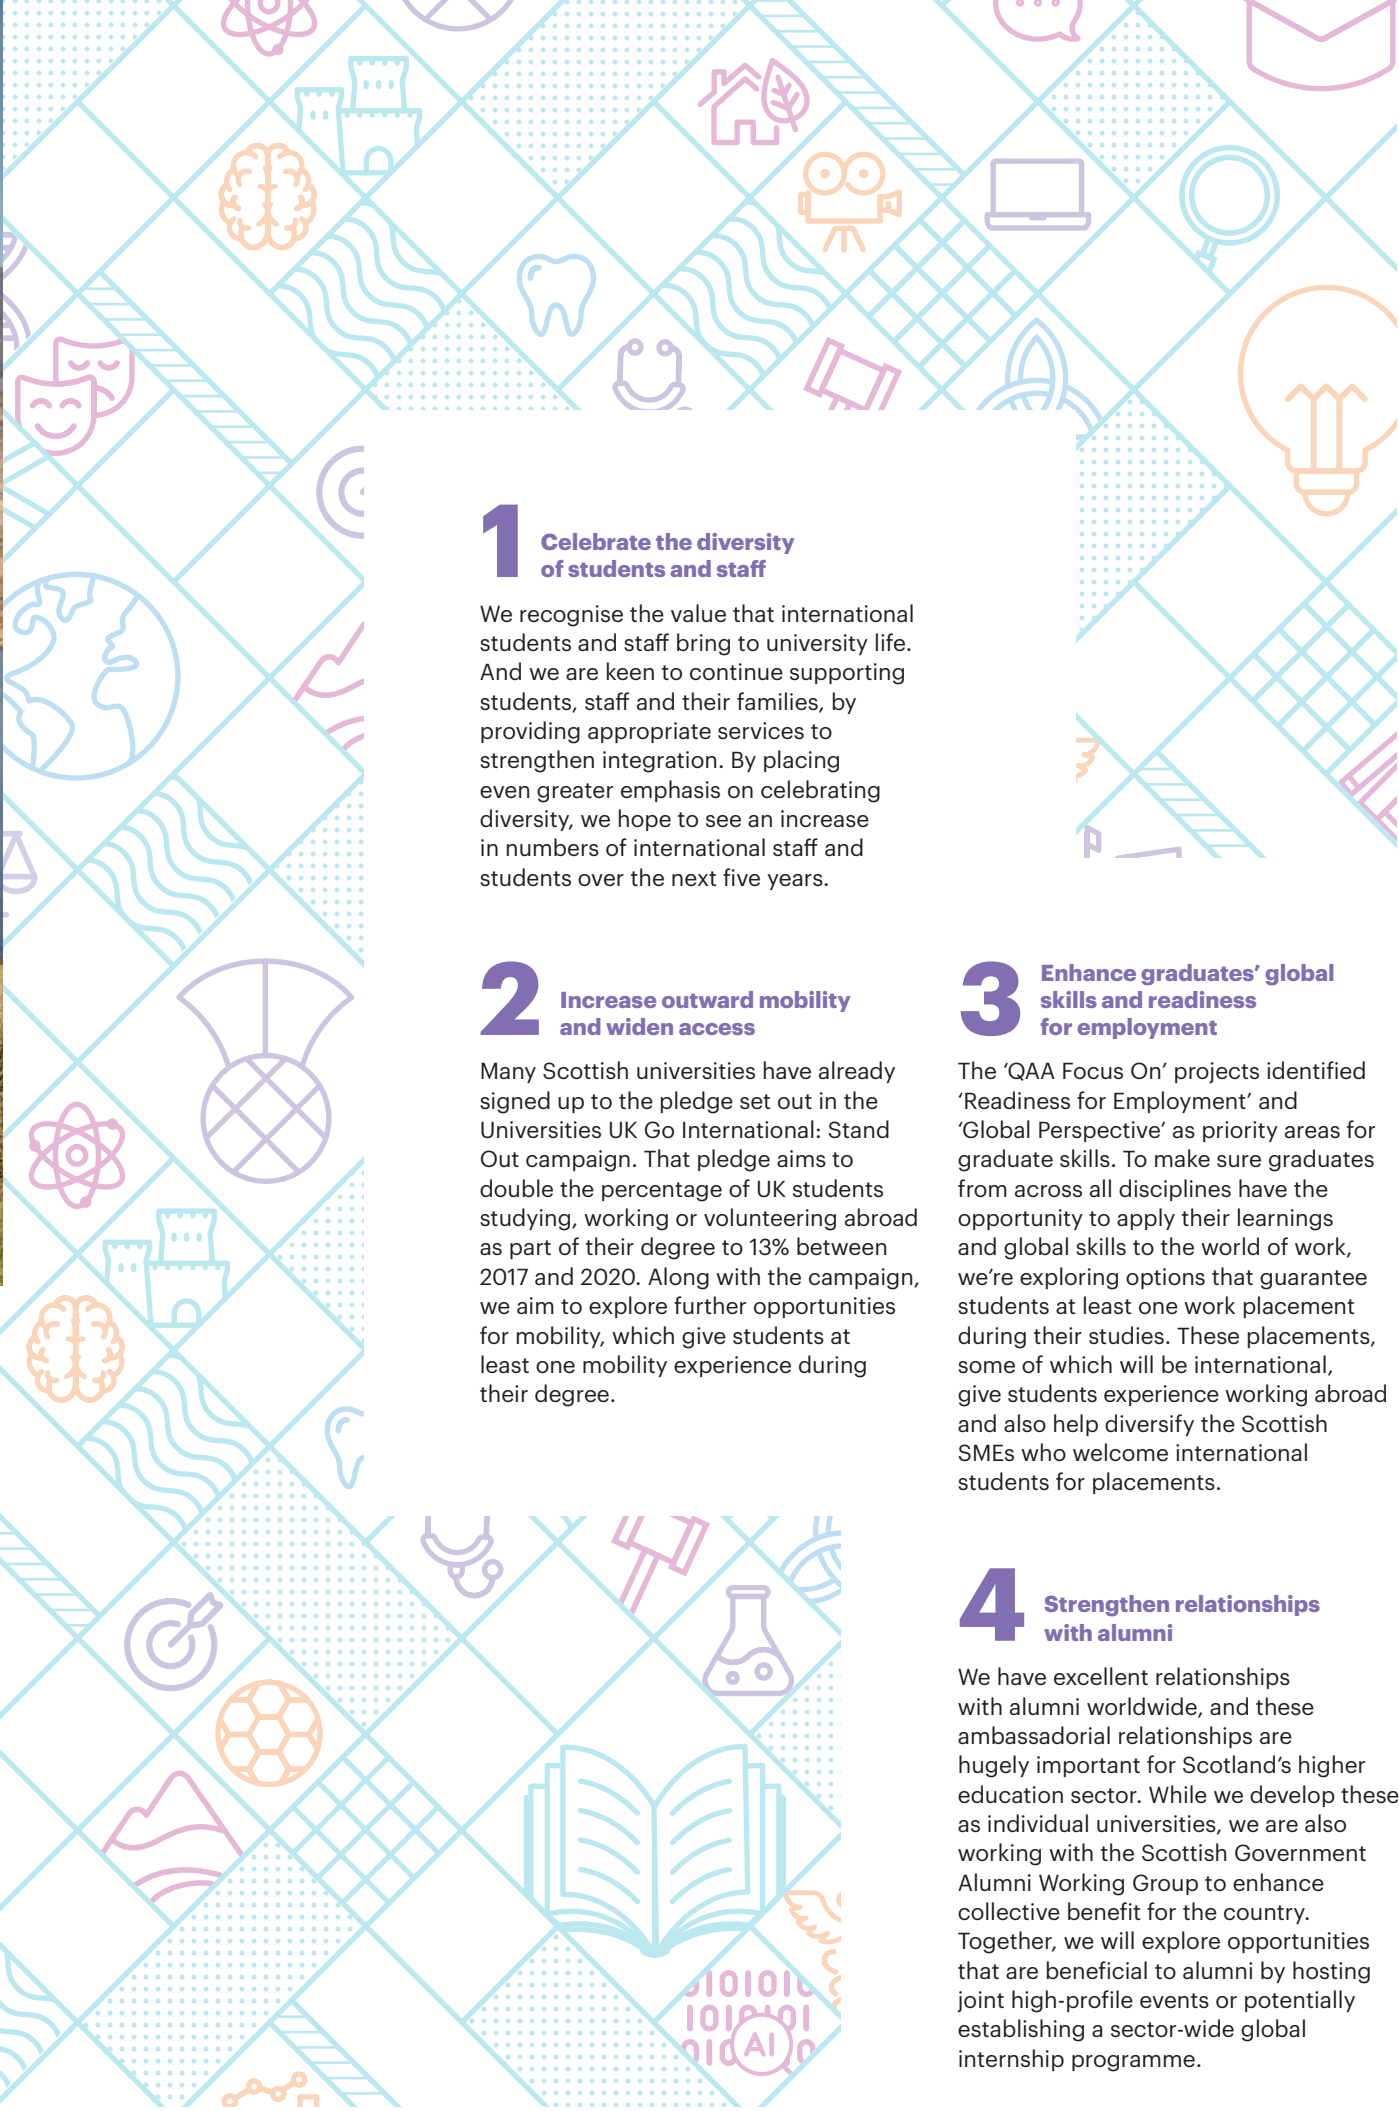 1
Celebrate the diversity
of students and staff
We recognise the value that international
students and staff bring to university life.
And we are keen to continue supporting
students, staff and their families, by
providing appropriate services to
strengthen integration. By placing
even greater emphasis on celebrating
diversity, we hope to see an increase
in numbers of international staff and
students over the next five years.
2
Increase outward mobility
and widen access
Many Scottish universities have already
signed up to the pledge set out in the
Universities UK Go International: Stand
Out campaign. That pledge aims to
double the percentage of UK students
studying, working or volunteering abroad
as part of their degree to 13% between
2017 and 2020. Along with the campaign,
we aim to explore further opportunities
for mobility, which give students at
least one mobility experience during
their degree.
3
Enhance graduates’ global
skills and readiness
for employment
The ‘QAA Focus On’ projects identified
‘Readiness for Employment’ and
‘Global Perspective’ as priority areas for
graduate skills. To make sure graduates
from across all disciplines have the
opportunity to apply their learnings
and global skills to the world of work,
we’re exploring options that guarantee
students at least one work placement
during their studies. These placements,
some of which will be international,
give students experience working abroad
and also help diversify the Scottish
SMEs who welcome international
students for placements.
4
Strengthen relationships
with alumni
We have excellent relationships
with alumni worldwide, and these
ambassadorial relationships are
hugely important for Scotland’s higher
education sector. While we develop these
as individual universities, we are also
working with the Scottish Government
Alumni Working Group to enhance
collective benefit for the country.
Together, we will explore opportunities
that are beneficial to alumni by hosting
joint high-profile events or potentially
establishing a sector-wide global
internship programme.
AI